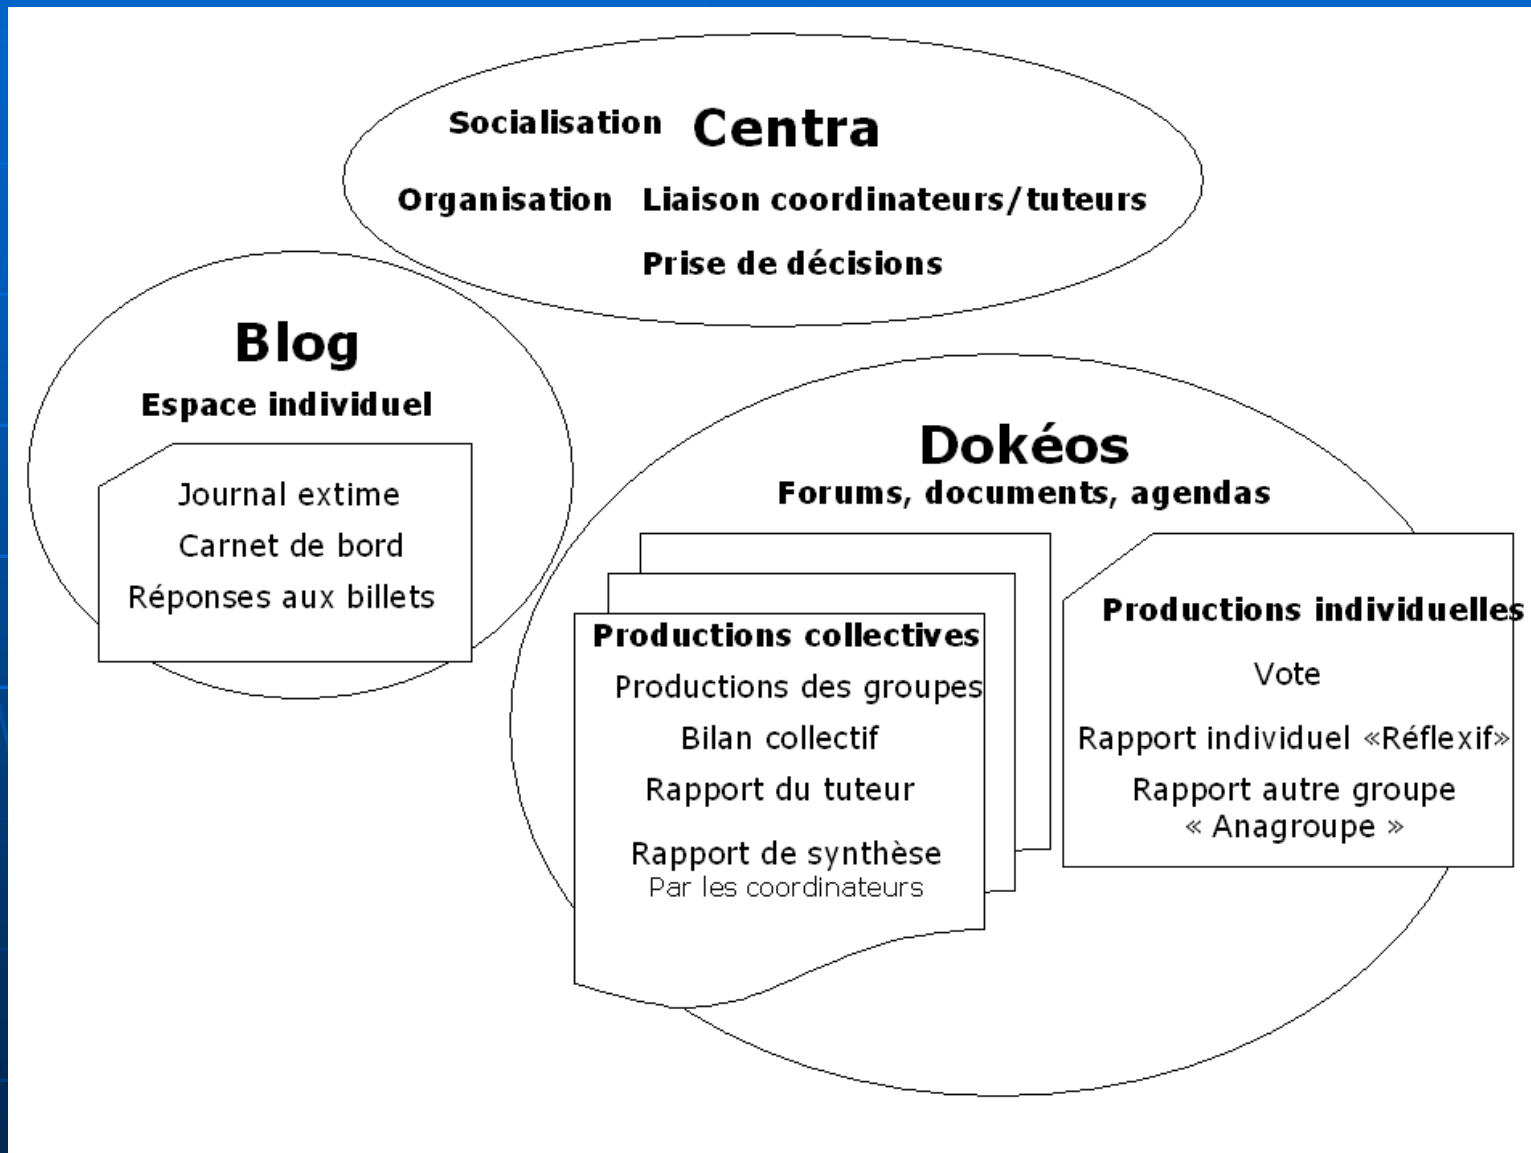 Socialisation Centra
Organisation Liaison coordinateurs/tuteurs
Prise de décisions
Blog
Espace individuel
Journal extime
Carnet de bord
Réponses aux billets
Dokéos
Forums, documents, agendas
Productions collectives
Productions des groupes
Bilan collectif
Rapport du tuteur
Rapport de synthèse
Par les coordinateurs
Productions individuelles
Vote
Rapport individuel «Réflexif»
Rapport autre groupe
« Anagroupe »